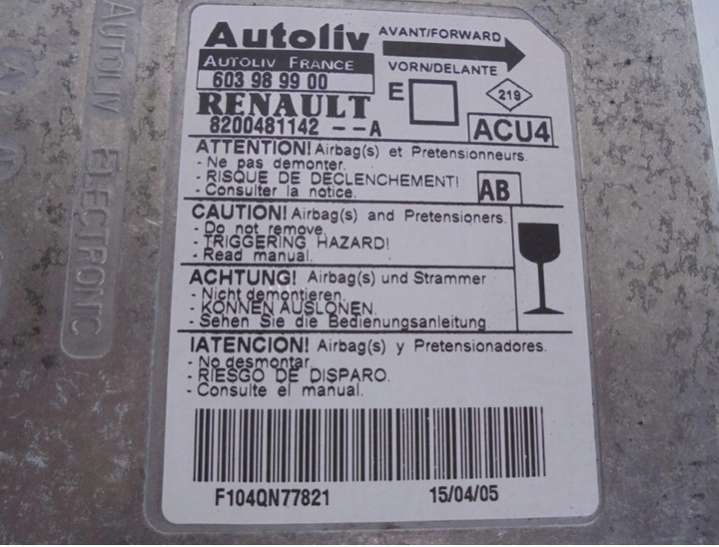 Autoliv
AVANT/FORWARD
AUTOLIV FRANCE
VORN/DELANTE
603 98 99 00
E
219
RENAULT
8200481142 --A
ACU4
ATTENTION! Airbag(s) et Pretensionneurs.
- Ne pas demonter.
- RISQUE DE DECLENCHEMENT!
- Consulter la notice.
AB
CAUTION! Airbag(s) and Pretensioners.
- Do not remove.
- TRIGGERING HAZARD!
- Read manual.
ACHTUNG! Airbag(s) und Strammer
- Nicht demontieren.
- KONNEN AUSLONEN.
- Sehen Sie die Bedienungsanleitung
IATENCION! Airbag(s) y Pretensionadores.
- No desmontar.
- RIESGO DE DISPARO.
- Consulte el manual.
F104QN77821
15/04/05
AUTOLIV ELECTRONIC